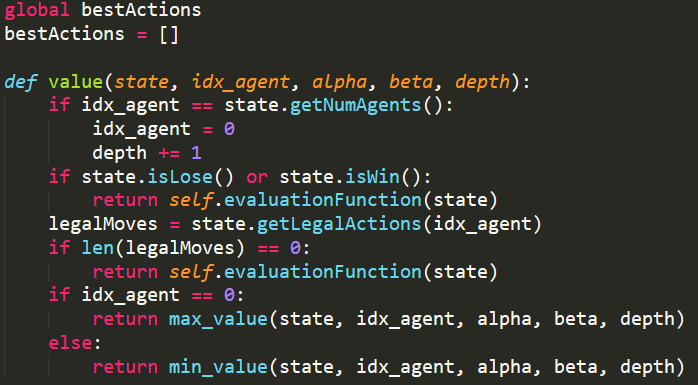 global bestActions
bestActions = []

def value(state, idx_agent, alpha, beta, depth):
    if idx_agent == state.getNumAgents():
        idx_agent = 0
        depth += 1
    if state.isLose() or state.isWin():
        return self.evaluationFunction(state)
    legalMoves = state.getLegalActions(idx_agent)
    if len(legalMoves) == 0:
        return self.evaluationFunction(state)
    if idx_agent == 0:
        return max_value(state, idx_agent, alpha, beta, depth)
    else:
        return min_value(state, idx_agent, alpha, beta, depth)